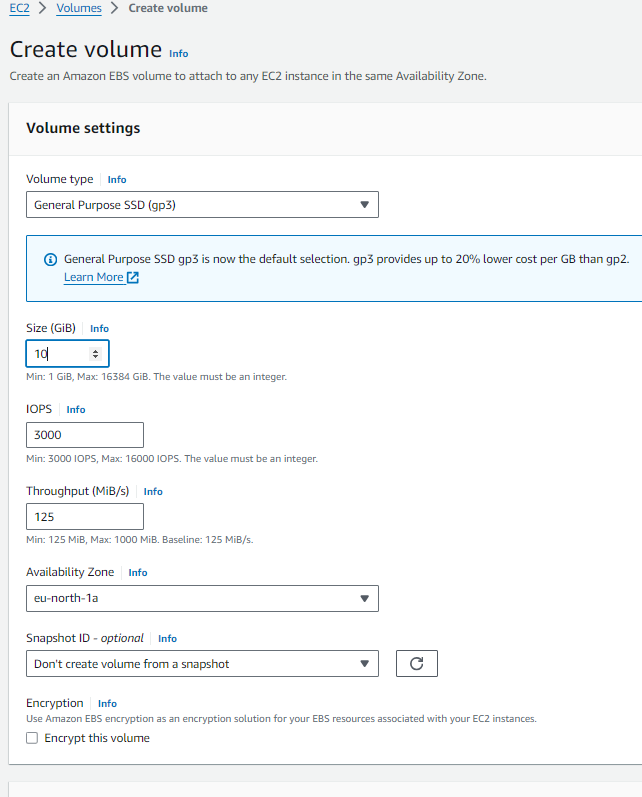 EC2 > Volumes > Create volume
Create volume Info
Create an Amazon EBS volume to attach to any EC2 instance in the same Availability Zone.
Volume settings
Volume type Info
General Purpose SSD (gp3)
General Purpose SSD gp3 is now the default selection. gp3 provides up to 20% lower cost per GB than gp2.
Learn More
Size (GiB) Info
10
Min: 1 GiB, Max: 16384 GiB. The value must be an integer.
IOPS Info
3000
Min: 3000 IOPS, Max: 16000 IOPS. The value must be an integer.
Throughput (MiB/s) Info
125
Min: 125 MiB, Max: 1000 MiB. Baseline: 125 MiB/s.
Availability Zone Info
eu-north-1a
Snapshot ID - optional Info
Don't create volume from a snapshot
Encryption Info
Use Amazon EBS encryption as an encryption solution for your EBS resources associated with your EC2 instances.
Encrypt this volume